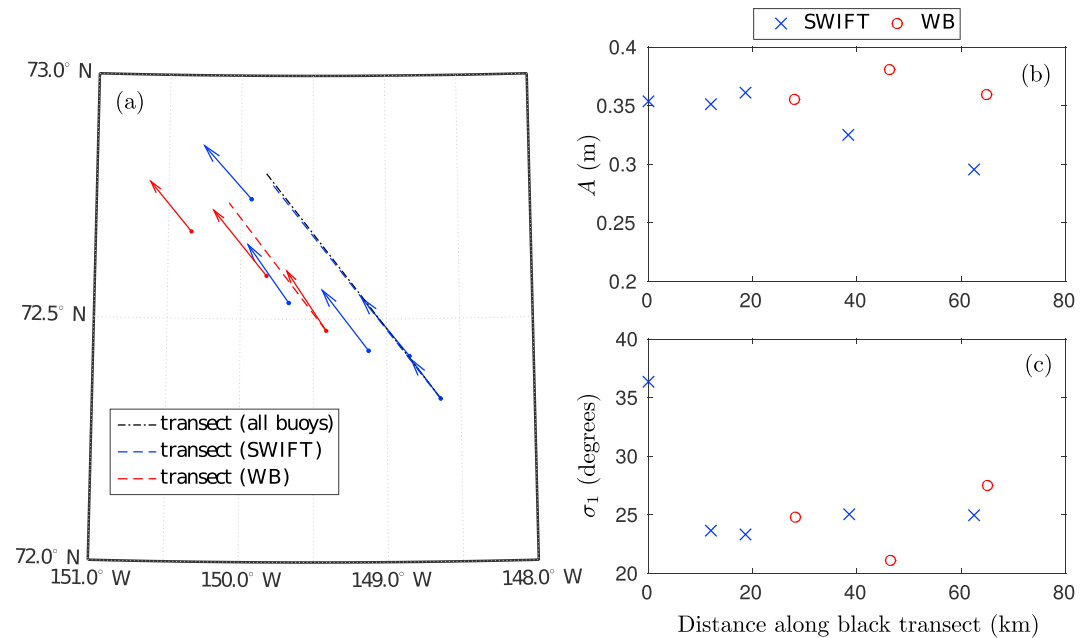 73.0° N
(a)
72.5° N
transect (all buoys)
transect (SWIFT)
transect (WB)
72.0° N
151.0° W 150.0° W 149.0° W 148.0° W
SWIFT WB
0.4
(b)
0.35
0.3
A (m)
0.25
0.2
0 20 40 60 80
40
(c)
35
30
σ₁ (degrees)
25
20
0 20 40 60 80
Distance along black transect (km)